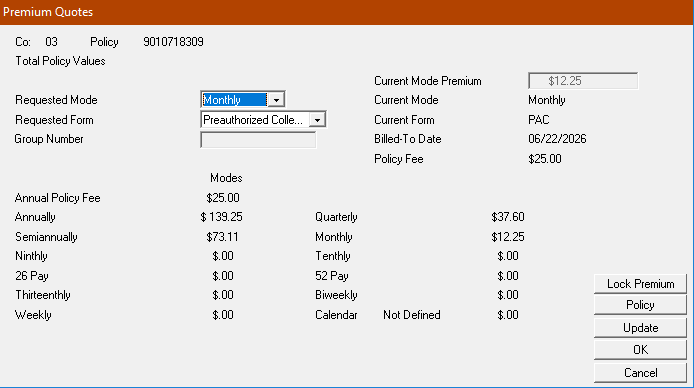 Premium Quotes
Co: 03 Policy 9010718309
Total Policy Values
Current Mode Premium $12.25
Requested Mode Monthly Current Mode Monthly
Requested Form Preauthorized Colle... Current Form PAC
Group Number Billed-To Date 06/22/2026
Policy Fee $25.00
Modes
Annual Policy Fee $25.00
Annually $ 139.25 Quarterly $37.60
Semiannually $73.11 Monthly $12.25
Ninthly $.00 Tenthly $.00
26 Pay $.00 52 Pay $.00
Thirteenthly $.00 Biweekly $.00
Weekly $.00 Calendar Not Defined $.00
Lock Premium
Policy
Update
OK
Cancel